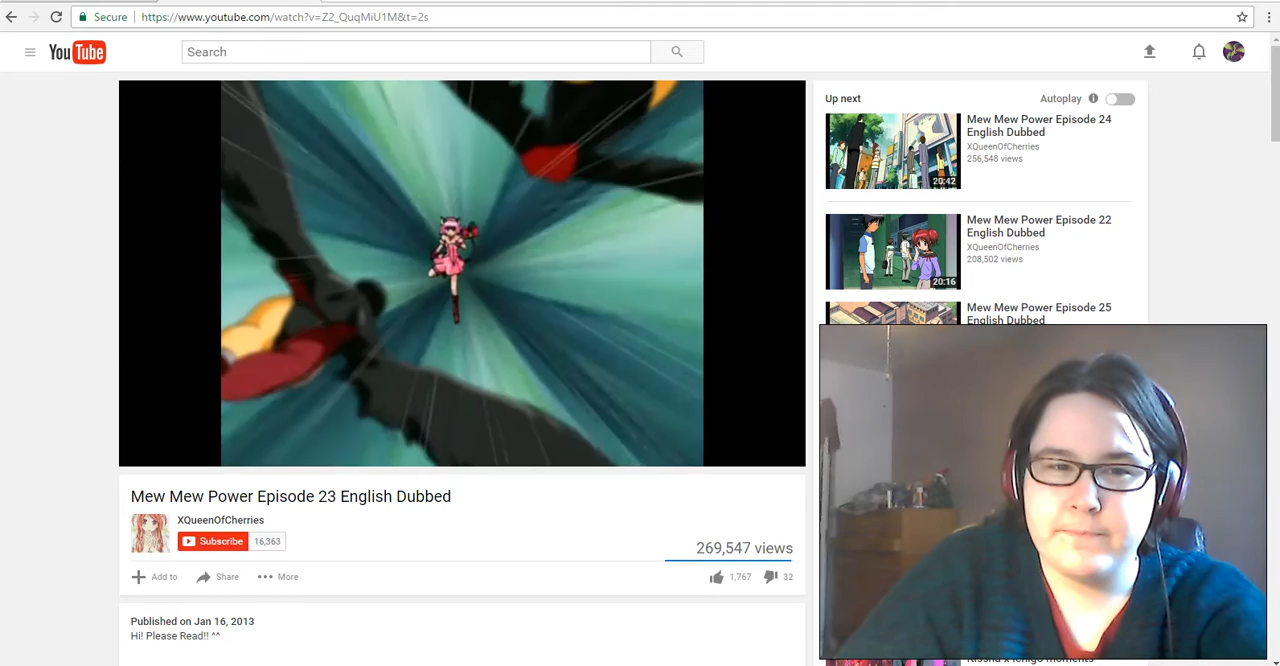 Secure https://www.youtube.com/watch?v=Z2_QuqMiU1M&t=2s
YouTube
Search
Up next
Autoplay
Mew Mew Power Episode 24
English Dubbed
XQueenOfCherries
256,548 views
20:42
Mew Mew Power Episode 22
English Dubbed
XQueenOfCherries
208,502 views
20:16
Mew Mew Power Episode 25
English Dubbed
Mew Mew Power Episode 23 English Dubbed
XQueenOfCherries
Subscribe 16,363
269,547 views
Add to Share More
1,767 32
Published on Jan 16, 2013
Hi! Please Read!! ^^